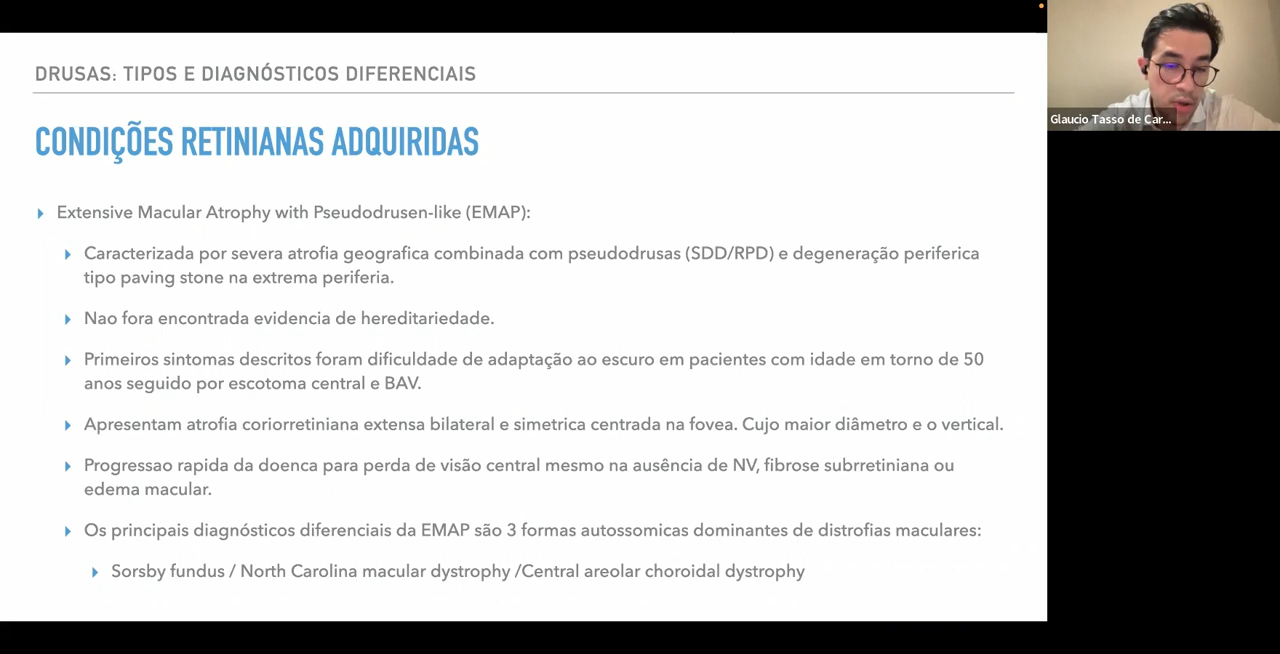 DRUSAS: TIPOS E DIAGNÓSTICOS DIFERENCIAIS
CONDIÇÕES RETINIANAS ADQUIRIDAS
Extensive Macular Atrophy with Pseudodrusen-like (EMAP):
Caracterizada por severa atrofia geografica combinada com pseudodrusas (SDD/RPD) e degeneração periferica
tipo paving stone na extrema periferia.
Nao fora encontrada evidencia de hereditariedade.
Primeiros sintomas descritos foram dificuldade de adaptação ao escuro em pacientes com idade em torno de 50
anos seguido por escotoma central e BAV.
Apresentam atrofia coriorretiniana extensa bilateral e simetrica centrada na fovea. Cujo maior diâmetro e o vertical.
Progressao rapida da doenca para perda de visão central mesmo na ausência de NV, fibrose subrretiniana ou
edema macular.
Os principais diagnósticos diferenciais da EMAP são 3 formas autossomicas dominantes de distrofias maculares:
Sorsby fundus / North Carolina macular dystrophy /Central areolar choroidal dystrophy
Glaucio Tasso de Car...